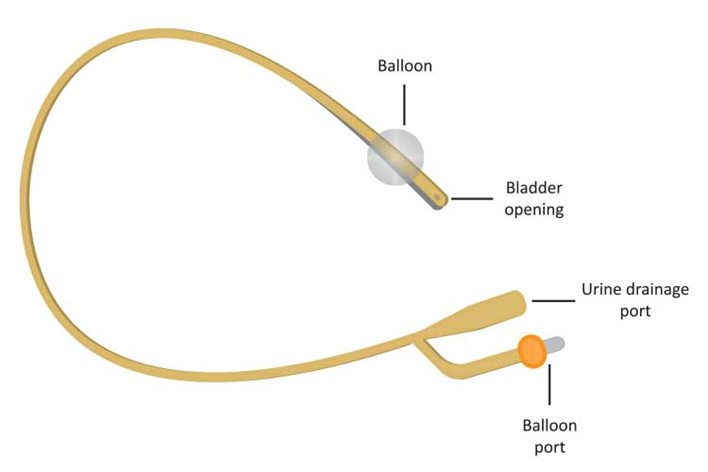 Balloon
Bladder
opening
Urine drainage
port
Balloon
port